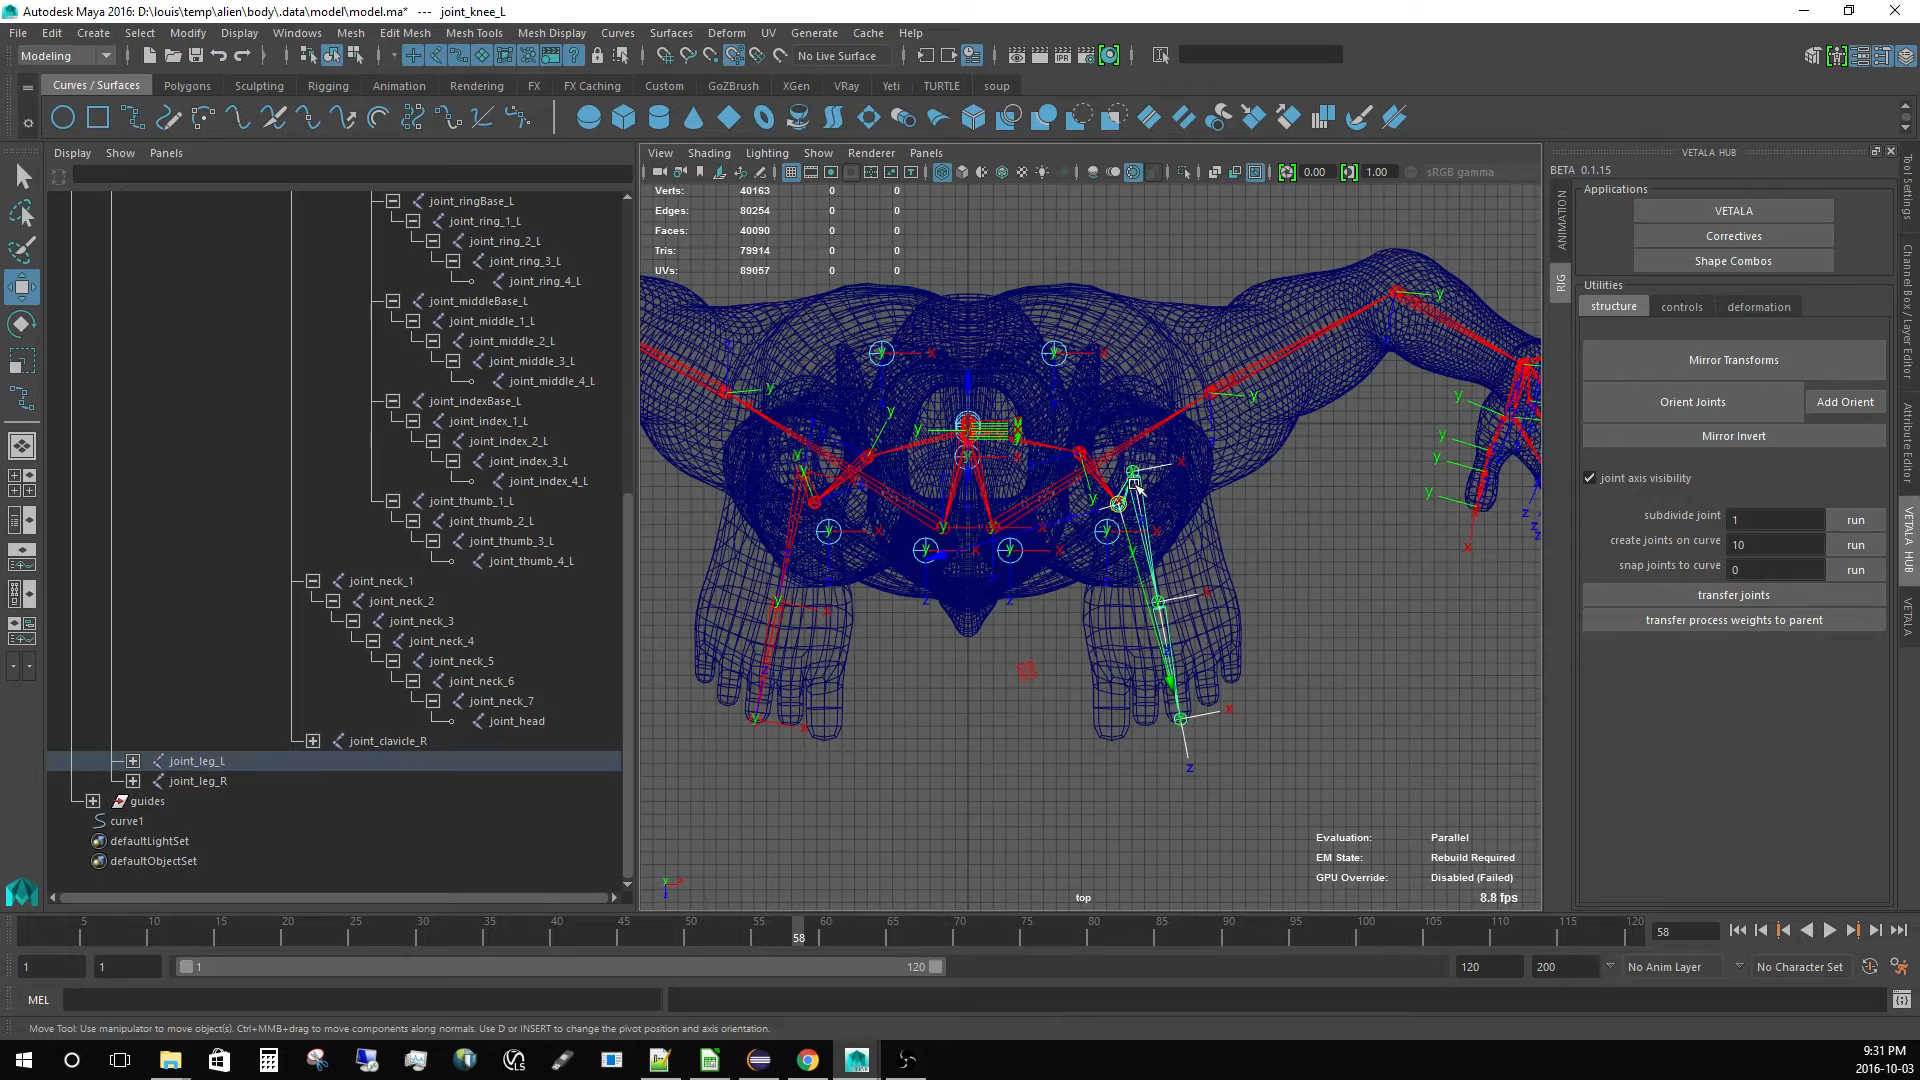 Autodesk Maya 2016: D:\louis\temp\alien\body\.data\model\model.ma* --- joint_knee_L
File Edit Create Select Modify Display Windows Mesh Edit Mesh Mesh Tools Mesh Display Curves Surfaces Deform UV Generate Cache Help
Modeling
No Live Surface
Curves / Surfaces Polygons Sculpting Rigging Animation Rendering FX FX Caching Custom GoZBrush XGen VRay Yeti TURTLE soup
Display Show Panels
joint_ringBase_L
joint_ring_1_L
joint_ring_2_L
joint_ring_3_L
joint_ring_4_L
joint_middleBase_L
joint_middle_1_L
joint_middle_2_L
joint_middle_3_L
joint_middle_4_L
joint_indexBase_L
joint_index_1_L
joint_index_2_L
joint_index_3_L
joint_index_4_L
joint_thumb_1_L
joint_thumb_2_L
joint_thumb_3_L
joint_thumb_4_L
joint_neck_1
joint_neck_2
joint_neck_3
joint_neck_4
joint_neck_5
joint_neck_6
joint_neck_7
joint_head
joint_clavicle_R
joint_leg_L
joint_leg_R
guides
curve1
defaultLightSet
defaultObjectSet
View Shading Lighting Show Renderer Panels
0.00 1.00 sRGB gamma
Verts: 40163 0 0
Edges: 80254 0 0
Faces: 40090 0 0
Tris: 79914 0 0
UVs: 89057 0 0
Evaluation: Parallel
EM State: Rebuild Required
GPU Override: Disabled (Failed)
top
8.8 fps
VETALA HUB
BETA 0.1.15
ANIMATION
RIG
Applications
VETALA
Correctives
Shape Combos
Utilities
structure controls deformation
Mirror Transforms
Orient Joints Add Orient
Mirror Invert
joint axis visibility
subdivide joint 1 run
create joints on curve 10 run
snap joints to curve 0 run
transfer joints
transfer process weights to parent
Tool Settings
Channel Box / Layer Editor
Attribute Editor
VETALA HUB
VETALA
5 10 15 20 25 30 35 40 45 50 55 60 65 70 75 80 85 90 95 100 105 110 115 120
58
58
1 1 1 120 120 200 No Anim Layer No Character Set
MEL
Move Tool: Use manipulator to move object(s). Ctrl+MMB+drag to move components along normals. Use D or INSERT to change the pivot position and axis orientation.
9:31 PM
2016-10-03